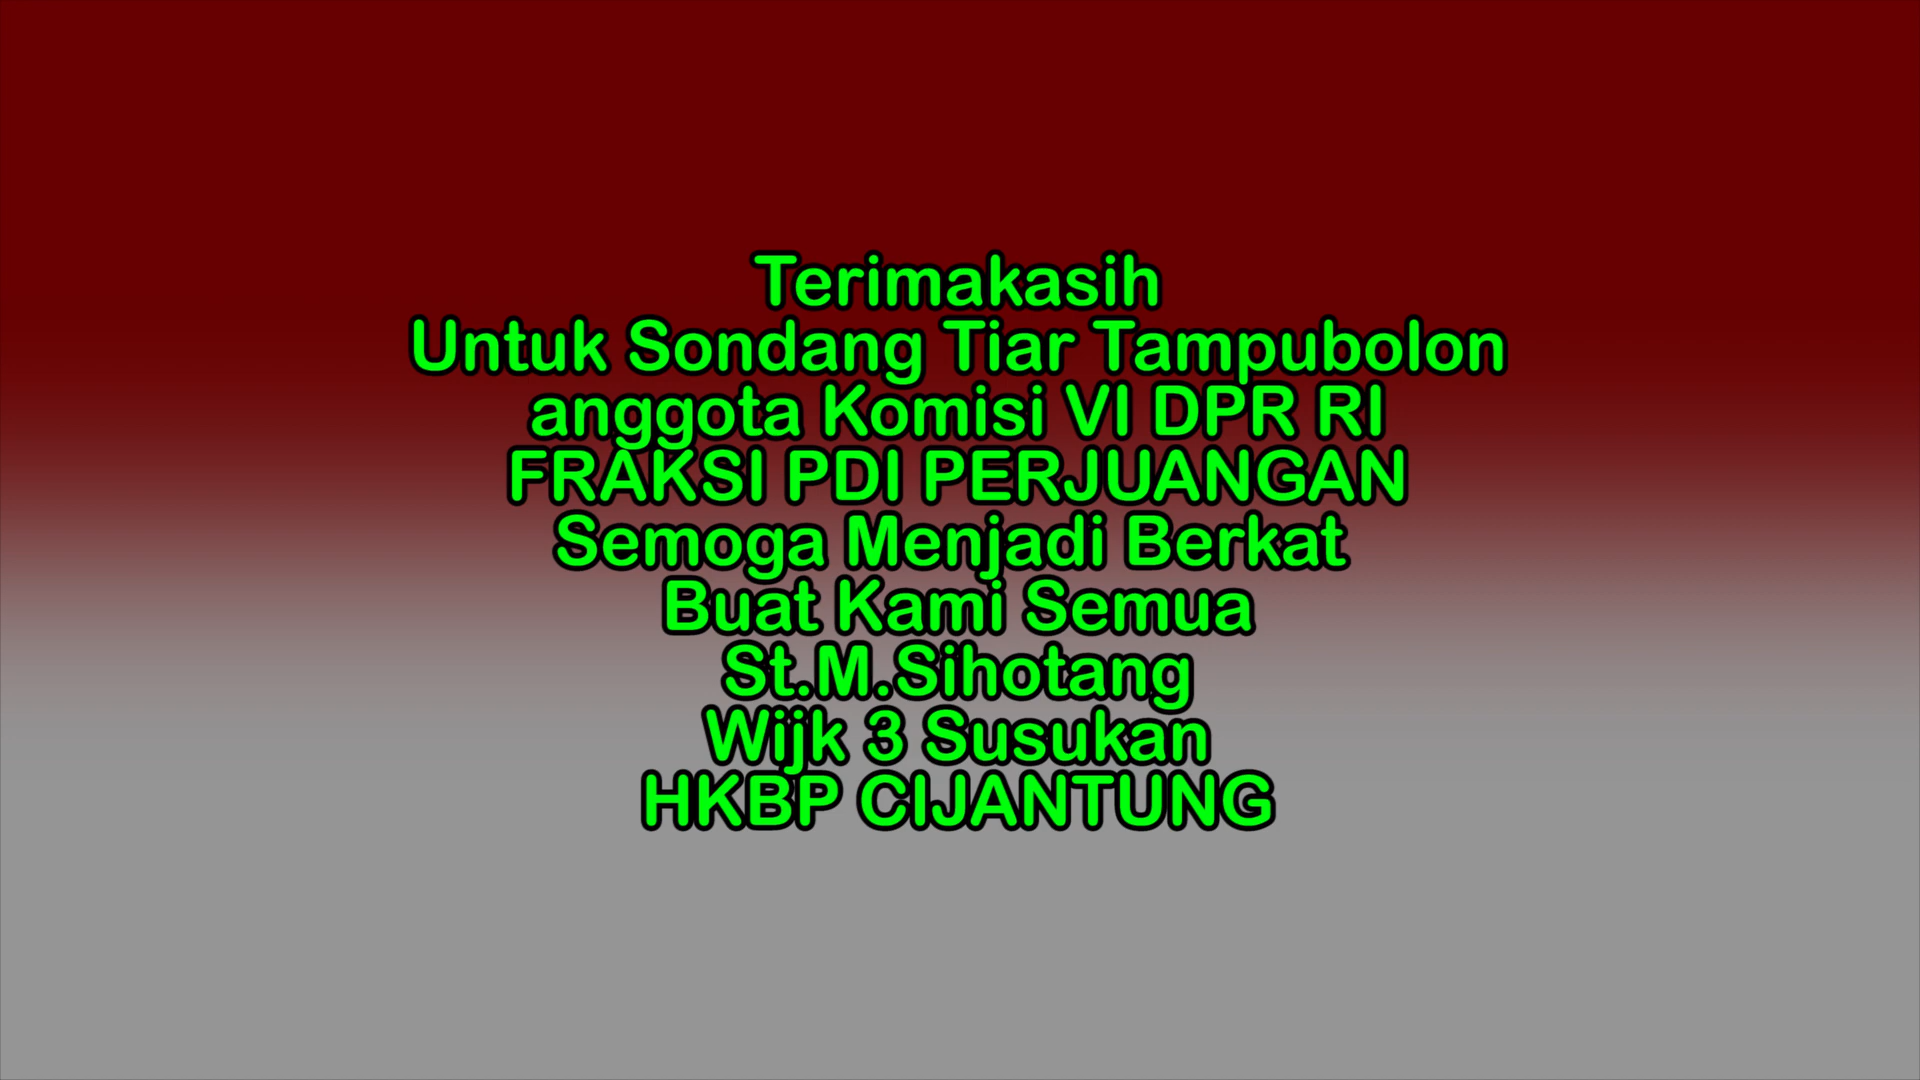 Terimakasih
Untuk Sondang Tiar Tampubolon
anggota Komisi VI DPR RI
FRAKSI PDI PERJUANGAN
Semoga Menjadi Berkat
Buat Kami Semua
St.M.Sihotang
Wijk 3 Susukan
HKBP CIJANTUNG